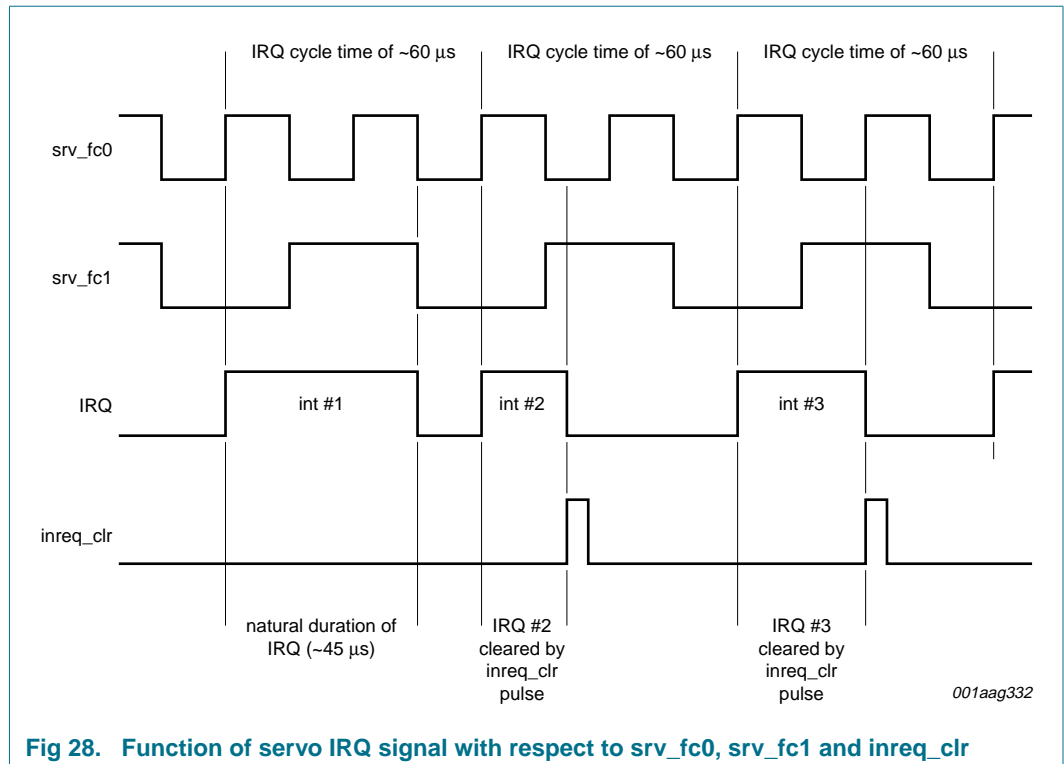 IRQ cycle time of ~60 μs IRQ cycle time of ~60 μs IRQ cycle time of ~60 μs
srv_fc0
srv_fc1
IRQ
int #1 int #2 int #3
inreq_clr
natural duration of
IRQ (~45 μs)
IRQ #2
cleared by
inreq_clr
pulse
IRQ #3
cleared by
inreq_clr
pulse
001aag332
Fig 28. Function of servo IRQ signal with respect to srv_fc0, srv_fc1 and inreq_clr